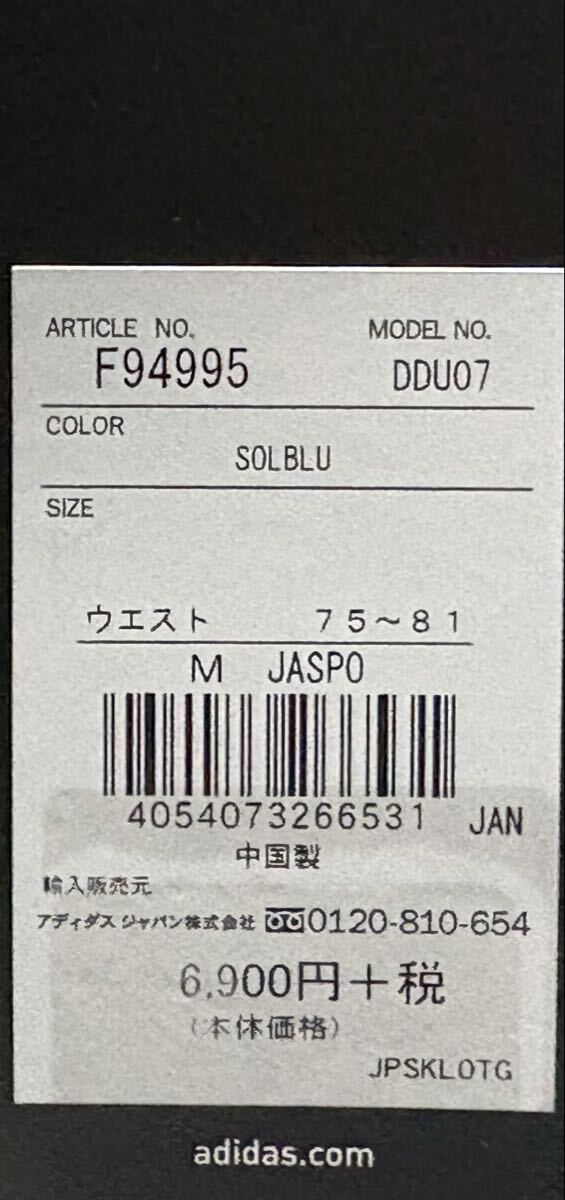 ARTICLE NO. MODEL NO.
F94995 DDU07
COLOR
SOLBLU
SIZE
ウエスト 75～81
M JASPO
4054073266531 JAN
中国製
輸入販売元
アディダス ジャパン株式会社 0120-810-654
6,900円＋税
(本体価格)
JPSKLOTG
adidas.com